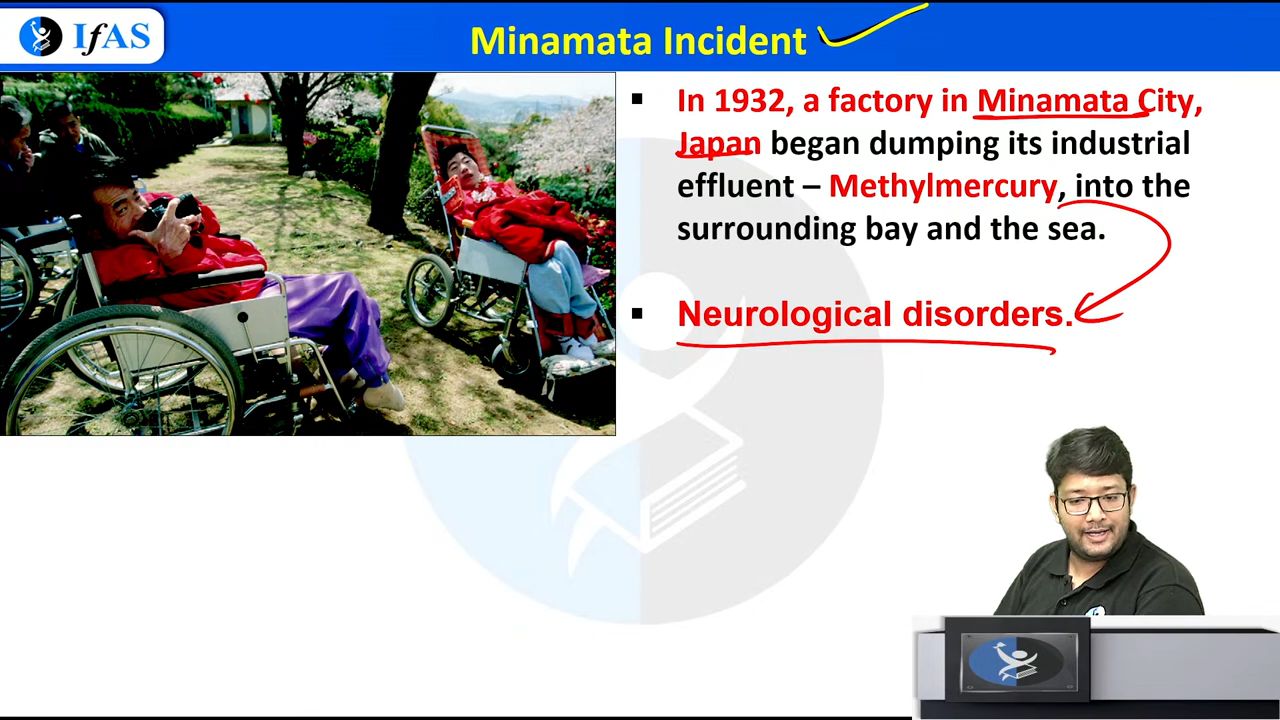 IfAS
Minamata Incident
▪ In 1932, a factory in Minamata City,
Japan began dumping its industrial
effluent – Methylmercury, into the
surrounding bay and the sea.
▪ Neurological disorders.